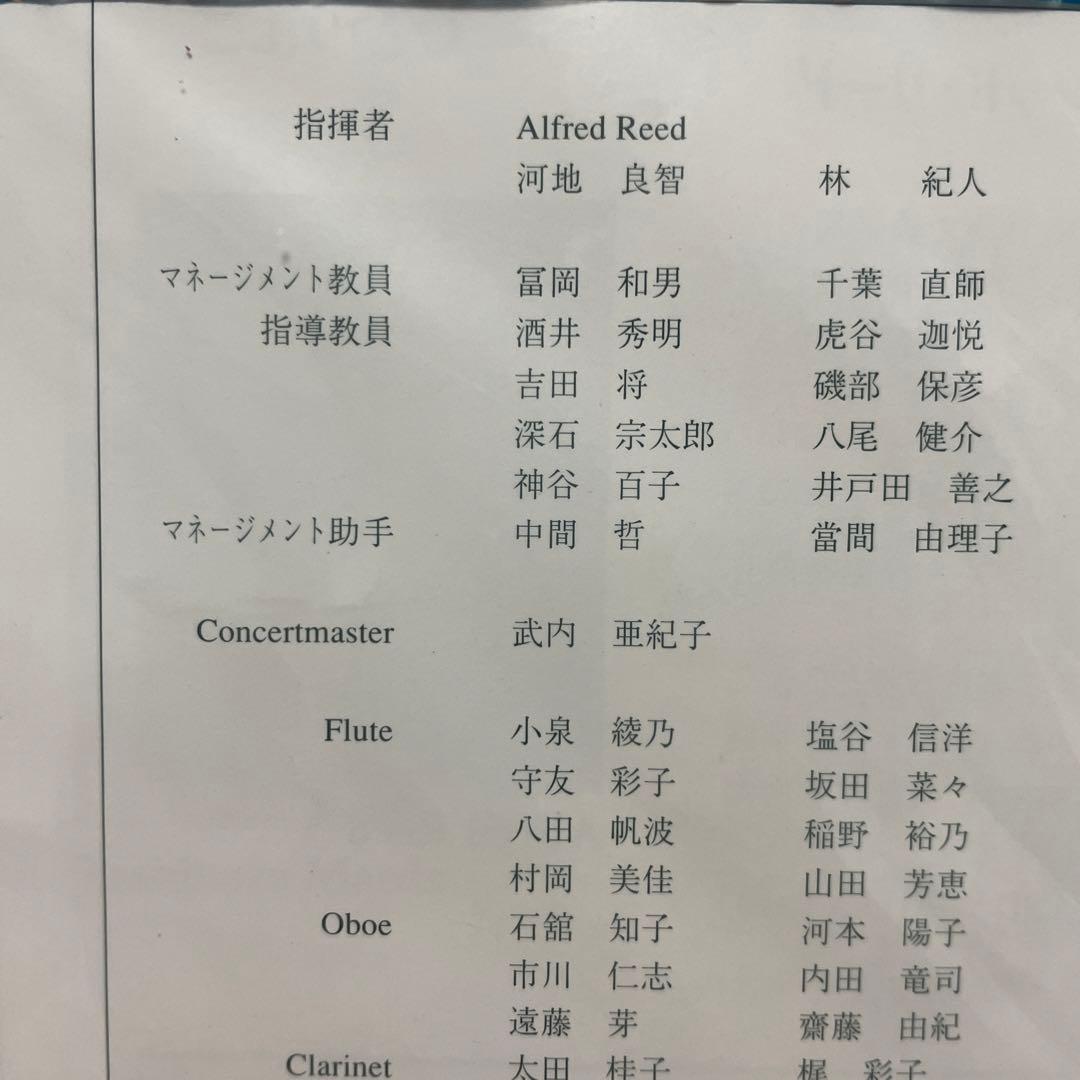 指揮者 Alfred Reed
河地 良智 林 紀人
マネージメント教員 冨岡 和男 千葉 直師
指導教員 酒井 秀明 虎谷 迦悦
吉田 将 磯部 保彦
深石 宗太郎 八尾 健介
神谷 百子 井戸田 善之
マネージメント助手 中間 哲 當間 由理子
Concertmaster 武内 亜紀子
Flute 小泉 綾乃 塩谷 信洋
守友 彩子 坂田 菜々
八田 帆波 稲野 裕乃
村岡 美佳 山田 芳恵
Oboe 石舘 知子 河本 陽子
市川 仁志 内田 竜司
遠藤 芽 齋藤 由紀
Clarinet 太田 桂子 梶 彩子